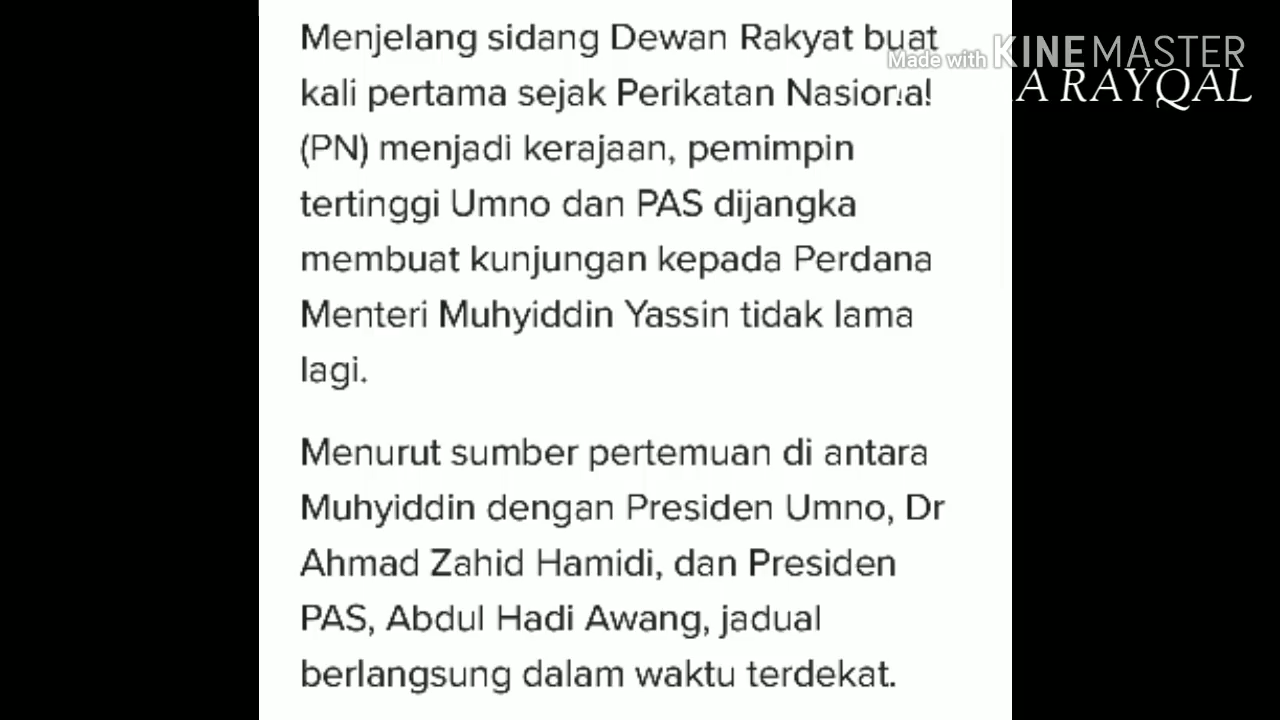 Menjelang sidang Dewan Rakyat buat
kali pertama sejak Perikatan Nasional
(PN) menjadi kerajaan, pemimpin
tertinggi Umno dan PAS dijangka
membuat kunjungan kepada Perdana
Menteri Muhyiddin Yassin tidak lama
lagi.
Menurut sumber pertemuan di antara
Muhyiddin dengan Presiden Umno, Dr
Ahmad Zahid Hamidi, dan Presiden
PAS, Abdul Hadi Awang, jadual
berlangsung dalam waktu terdekat.
Made with KINEMASTER
A RAYQAL